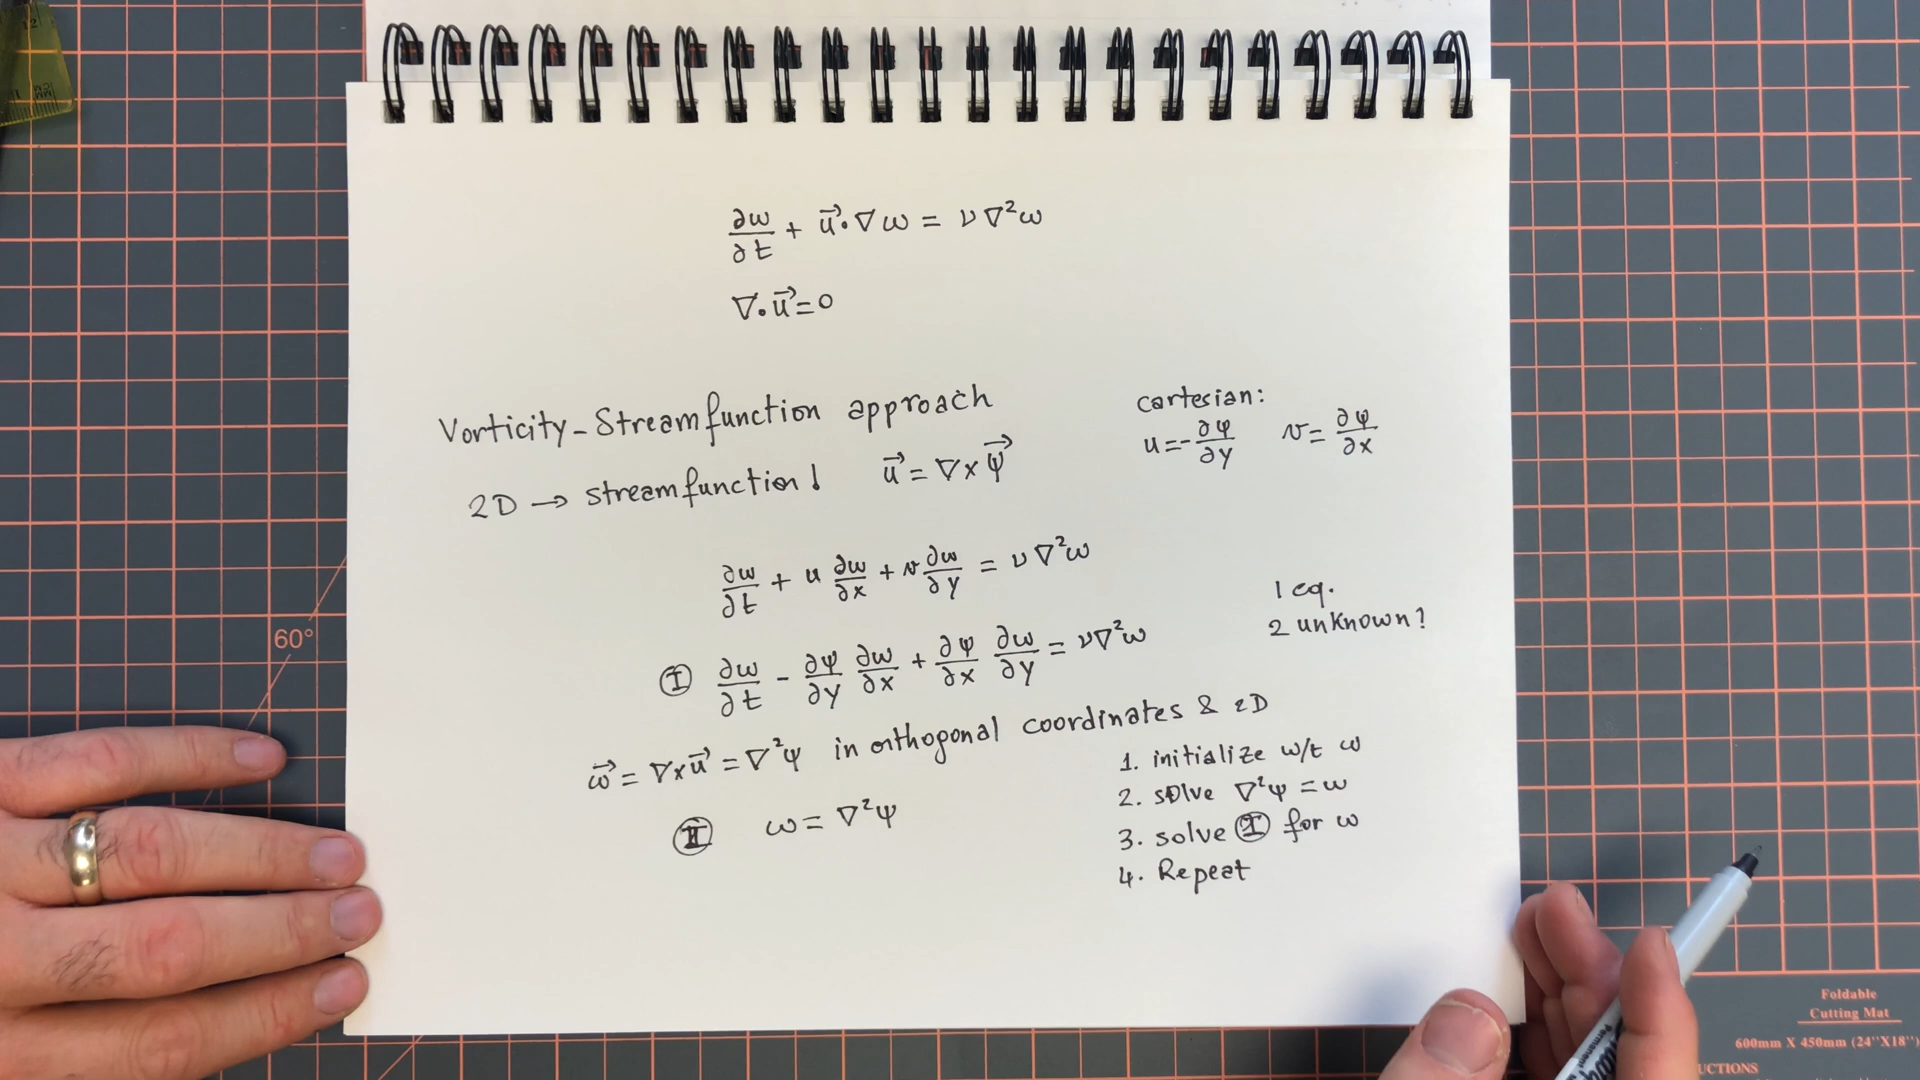 ∂ω/∂t + u⃗·∇ω = ν∇²ω
∇·u⃗=0
Vorticity-Streamfunction approach
2D → streamfunction! u⃗ = ∇×ψ⃗
cartesian:
u=-∂ψ/∂y v=∂ψ/∂x
∂ω/∂t + u ∂ω/∂x + v ∂ω/∂y = ν∇²ω
1 eq.
2 unknown?
Ⓘ ∂ω/∂t - ∂ψ/∂y ∂ω/∂x + ∂ψ/∂x ∂ω/∂y = ν∇²ω
ω⃗ = ∇×u⃗ = ∇²ψ in orthogonal coordinates & 2D
II ω = ∇²ψ
1. initialize w/t ω
2. solve ∇²ψ = ω
3. solve Ⓘ for ω
4. Repeat
60°
Foldable
Cutting Mat
600mm X 450mm (24"X18")
UCTIONS